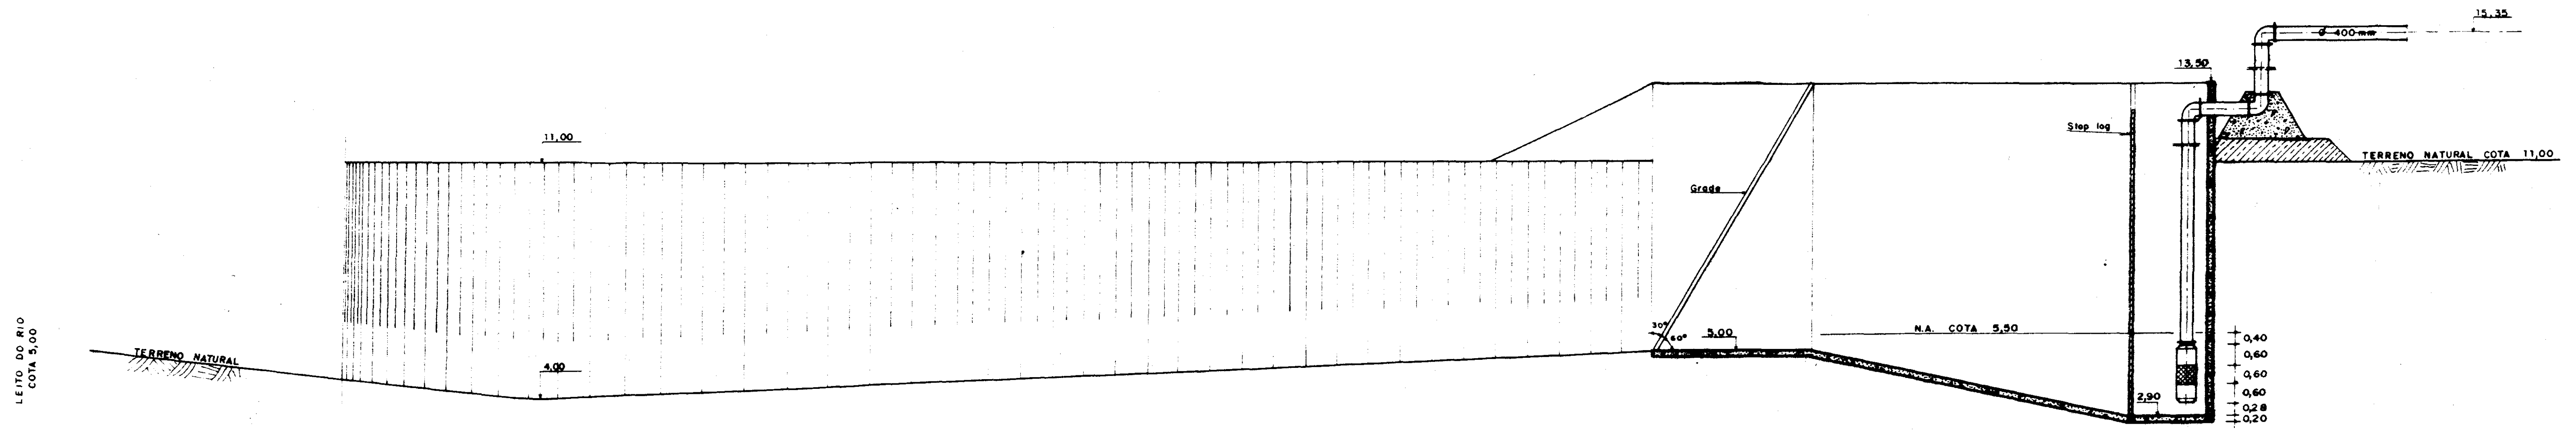 15,35
Ø 400 mm
13,50
11,00
Stop log
TERRENO NATURAL COTA 11,00
Grade
LEITO DO RIO
COTA 5,00
TERRENO NATURAL
4,00
30°
60°
5,00
N.A. COTA 5,50
2,90
0,40
0,60
0,60
0,60
0,28
0,20